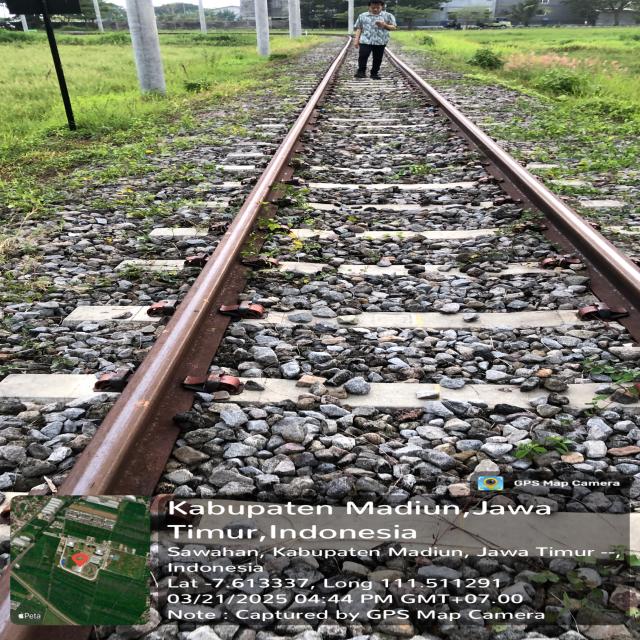 GPS Map Camera
Kabupaten Madiun,Jawa
Timur,Indonesia
Sawahan, Kabupaten Madiun, Jawa Timur --,
Indonesia
Lat -7.613337, Long 111.511291
03/21/2025 04:44 PM GMT+07.00
Note : Captured by GPS Map Camera
Peta